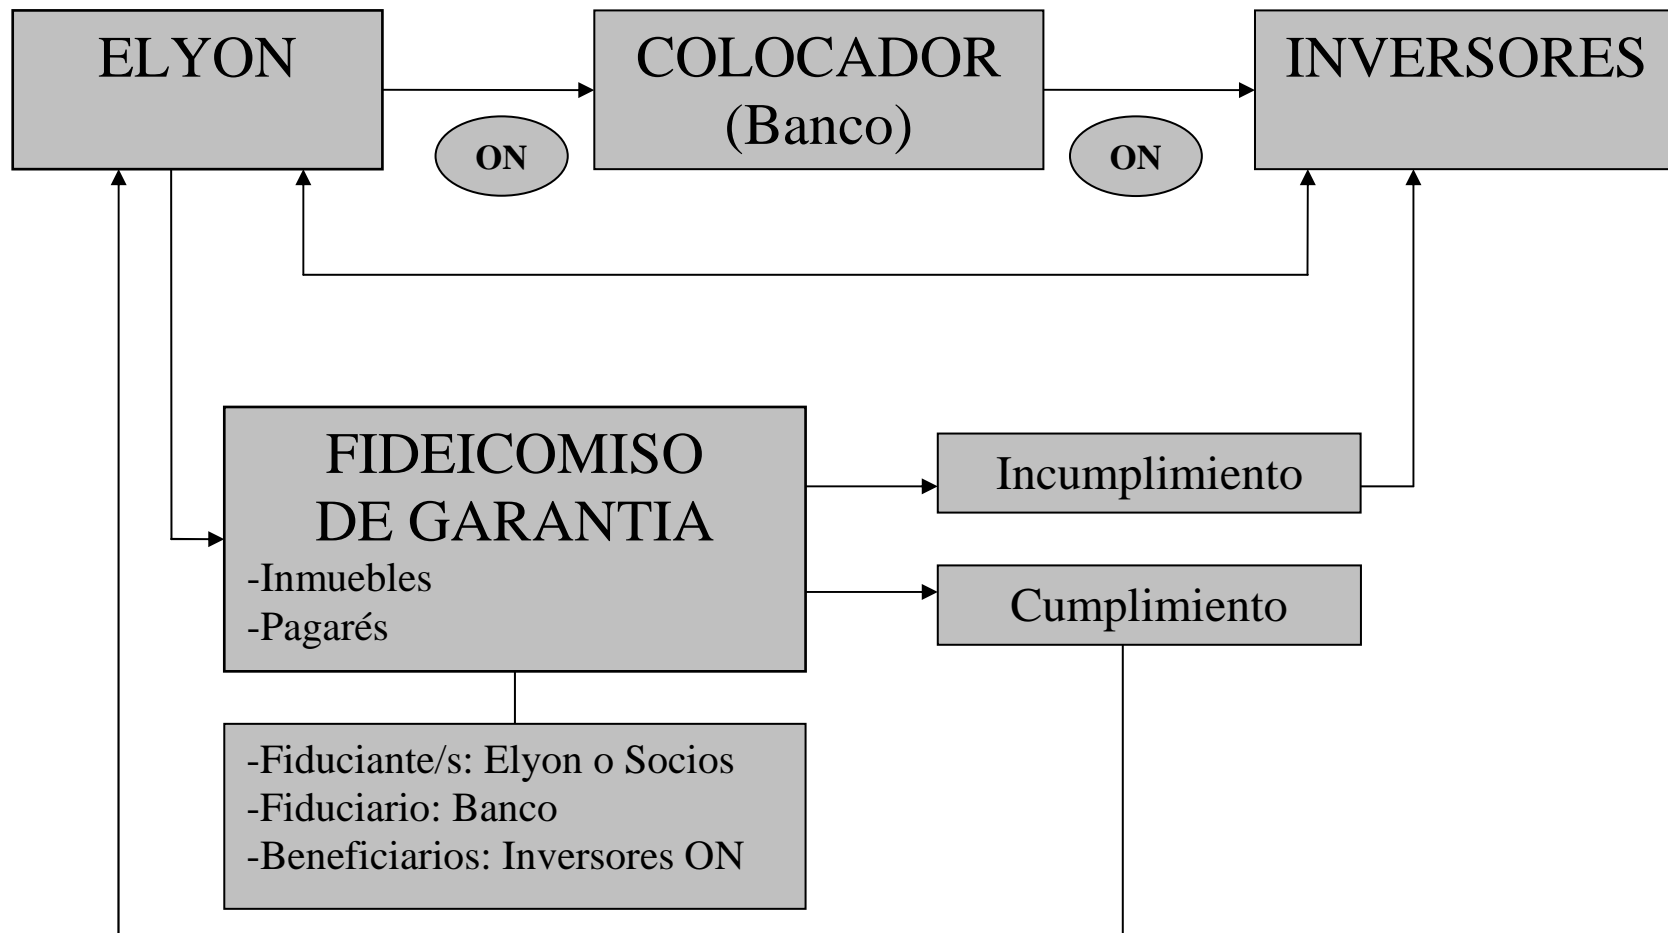 ELYON
COLOCADOR
(Banco)
INVERSORES
ON
ON
FIDEICOMISO
DE GARANTIA
-Inmuebles
-Pagarés
Incumplimiento
Cumplimiento
-Fiduciante/s: Elyon o Socios
-Fiduciario: Banco
-Beneficiarios: Inversores ON